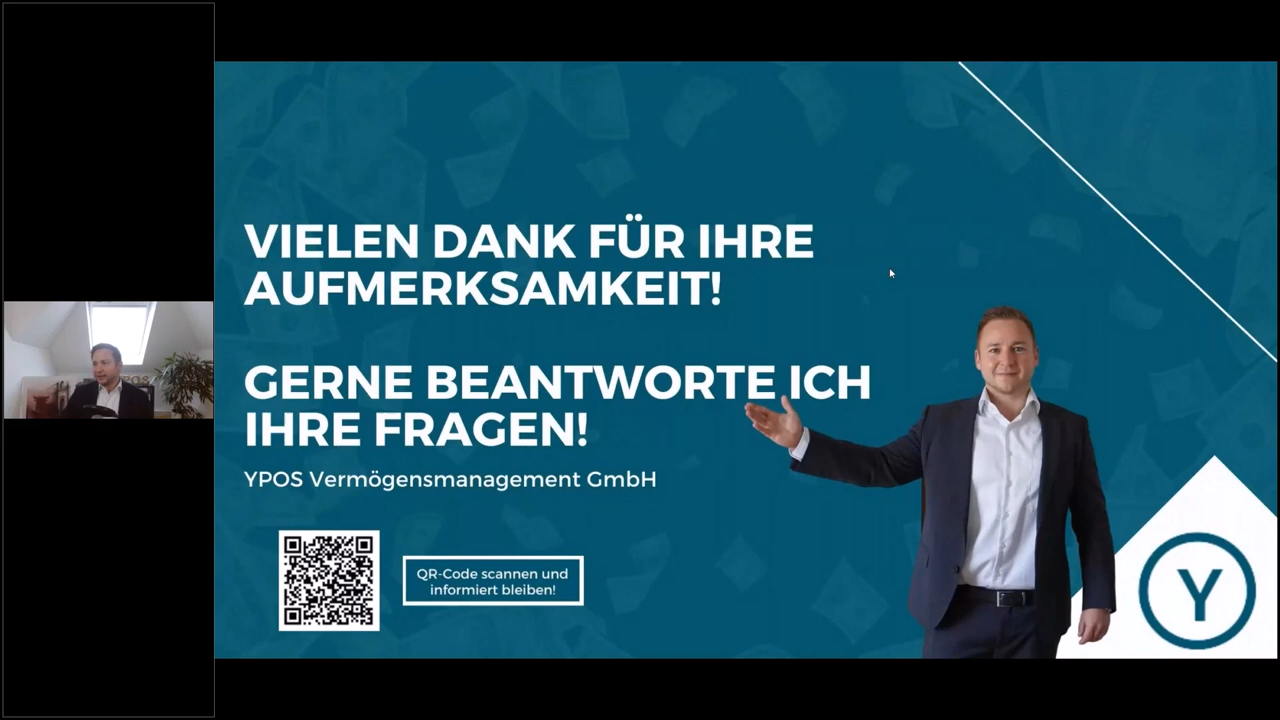 VIELEN DANK FÜR IHRE
AUFMERKSAMKEIT!
GERNE BEANTWORTE ICH
IHRE FRAGEN!
YPOS Vermögensmanagement GmbH
QR-Code scannen und
informiert bleiben!
Y